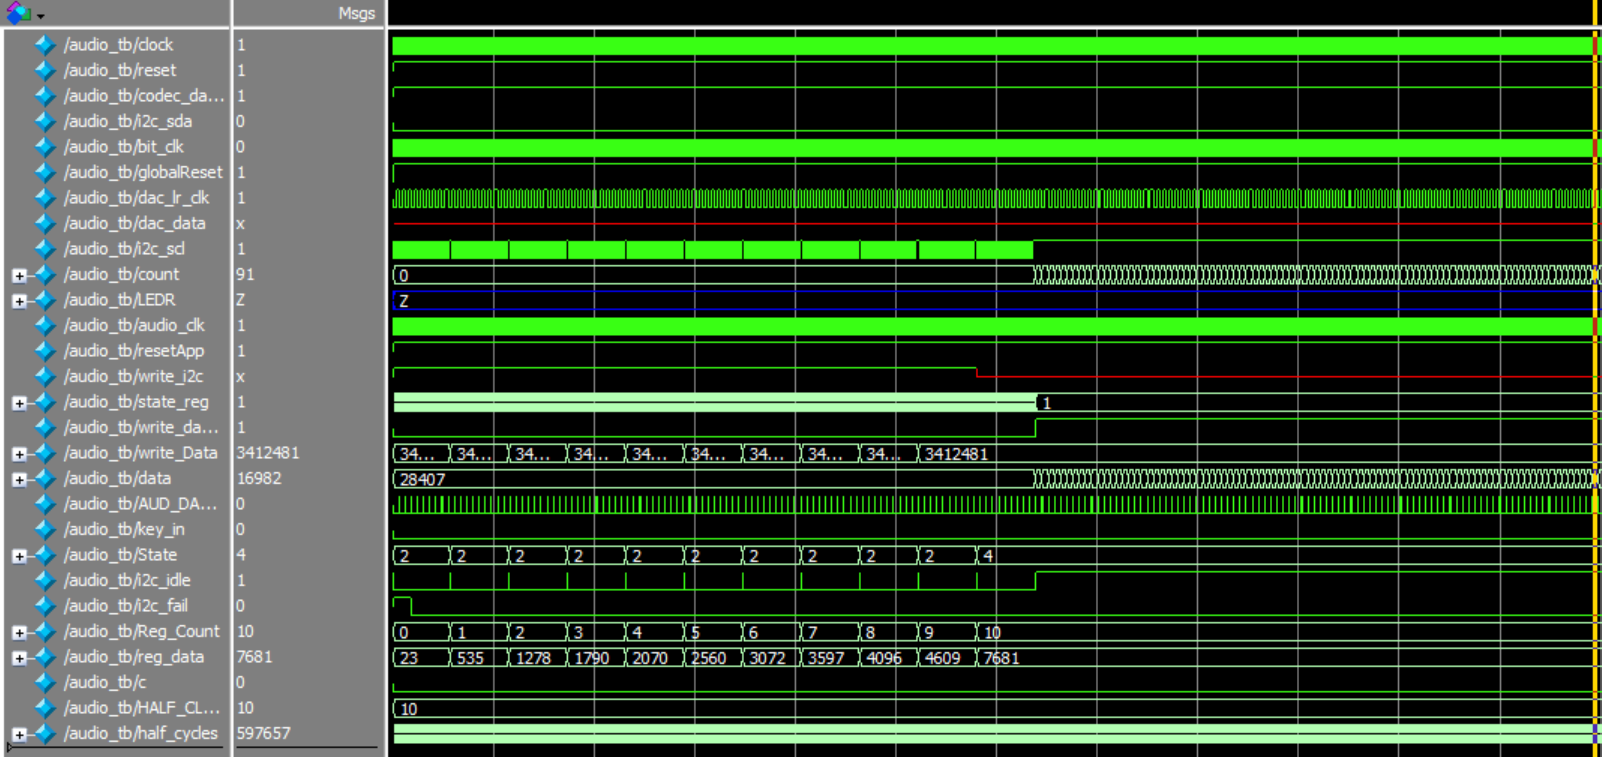 Msgs
/audio_tb/clock 1
/audio_tb/reset 1
/audio_tb/codec_da... 1
/audio_tb/i2c_sda 0
/audio_tb/bit_clk 0
/audio_tb/globalReset 1
/audio_tb/dac_lr_clk 1
/audio_tb/dac_data x
/audio_tb/i2c_scl 1
/audio_tb/count 91 0
/audio_tb/LEDR Z Z
/audio_tb/audio_clk 1
/audio_tb/resetApp 1
/audio_tb/write_i2c x
/audio_tb/state_reg 1 1
/audio_tb/write_da... 1
/audio_tb/write_Data 3412481 34... 34... 34... 34... 34... 34... 34... 34... 34... 3412481
/audio_tb/data 16982 28407
/audio_tb/AUD_DA... 0
/audio_tb/key_in 0
/audio_tb/State 4 2 2 2 2 2 2 2 2 2 2 4
/audio_tb/i2c_idle 1
/audio_tb/i2c_fail 0
/audio_tb/Reg_Count 10 0 1 2 3 4 5 6 7 8 9 10
/audio_tb/reg_data 7681 23 535 1278 1790 2070 2560 3072 3597 4096 4609 7681
/audio_tb/c 0
/audio_tb/HALF_CL... 10 10
/audio_tb/half_cycles 597657